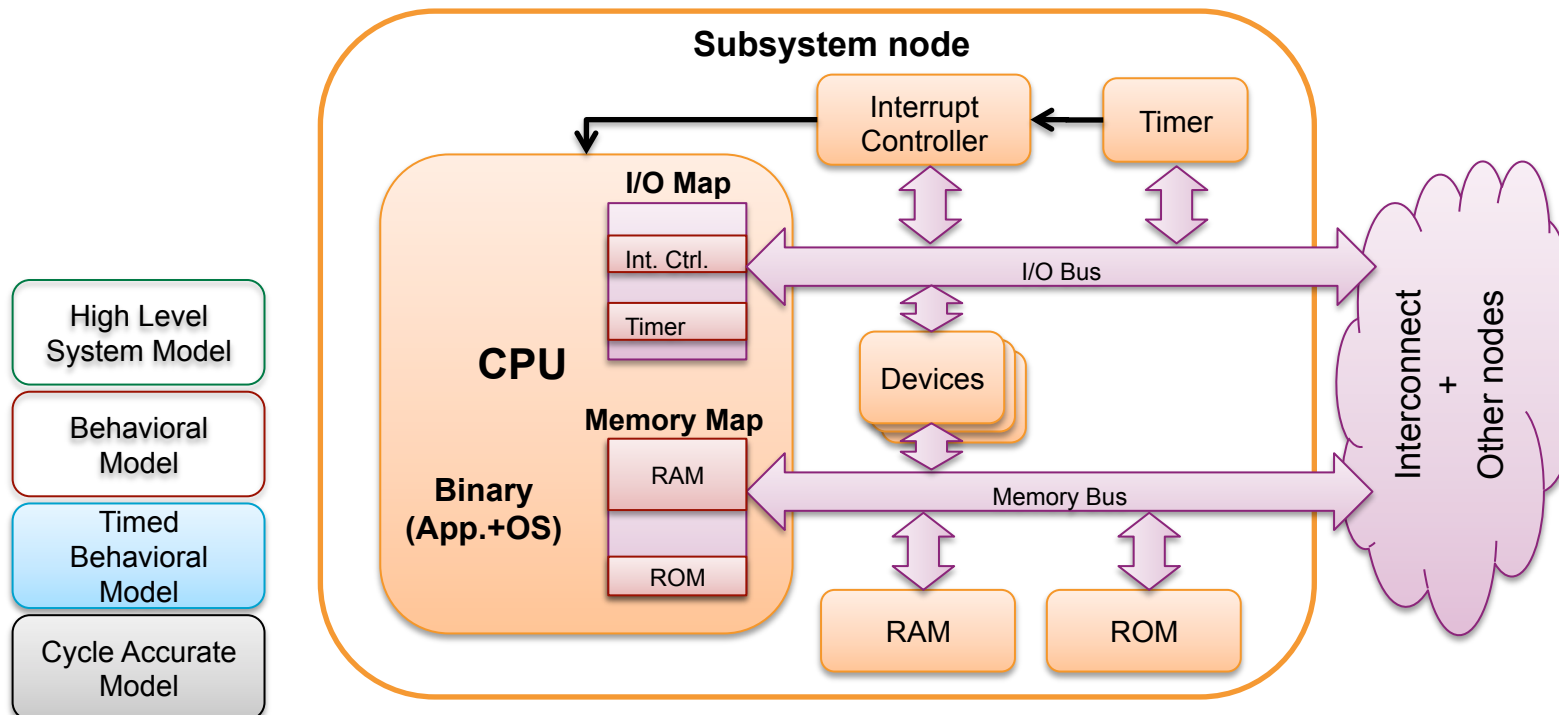 Subsystem node
Interrupt
Controller
Timer
I/O Map
Int. Ctrl.
Timer
I/O Bus
High Level
System Model
CPU
Devices
Behavioral
Model
Memory Map
RAM
Memory Bus
Binary
(App.+OS)
ROM
Timed
Behavioral
Model
RAM
ROM
Cycle Accurate
Model
Interconnect
+
Other nodes